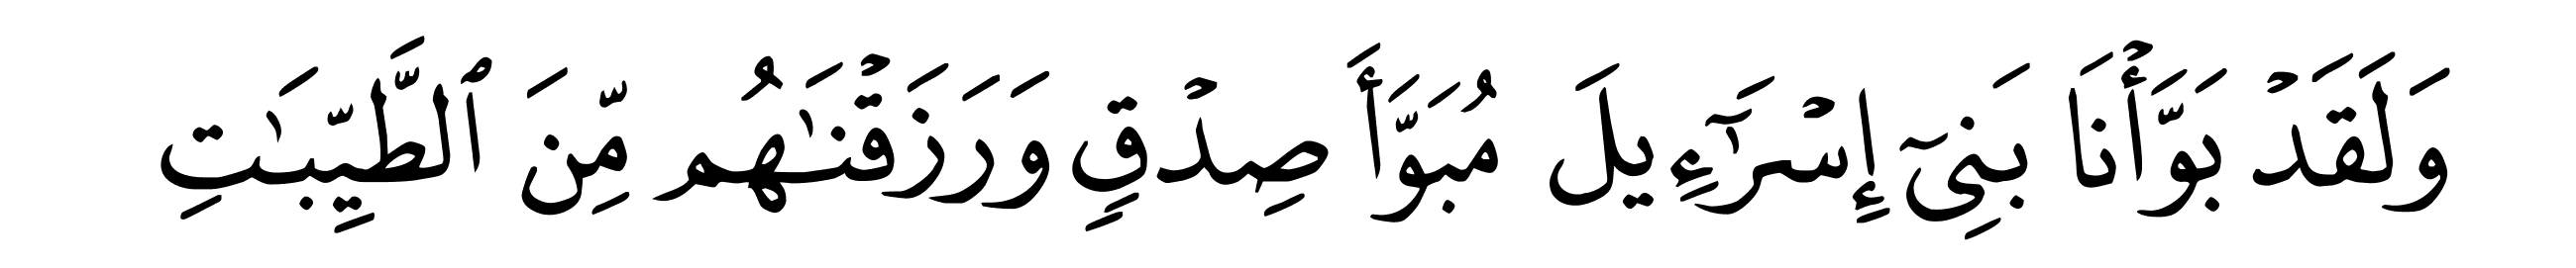 وَلَقَدْ بَوَّأْنَا بَنِىٓ إِسْرَٰٓءِيلَ مُبَوَّأَ صِدْقٍ وَرَزَقْنَٰهُم مِّنَ ٱلطَّيِّبَٰتِ